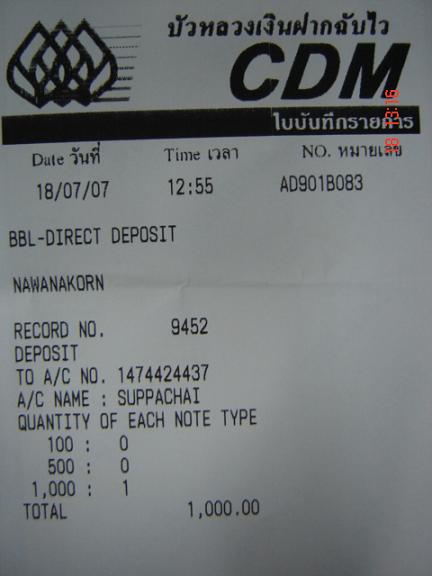 บัวหลวงเงินฝากฉับไว
CDM
ใบบันทึกรายการ
Date วันที่ Time เวลา NO. หมายเลข
18/07/07 12:55 AD901B083
BBL-DIRECT DEPOSIT
NAWANAKORN
RECORD NO. 9452
DEPOSIT
TO A/C NO. 1474424437
A/C NAME : SUPPACHAI
QUANTITY OF EACH NOTE TYPE
100 : 0
500 : 0
1,000 : 1
TOTAL 1,000.00